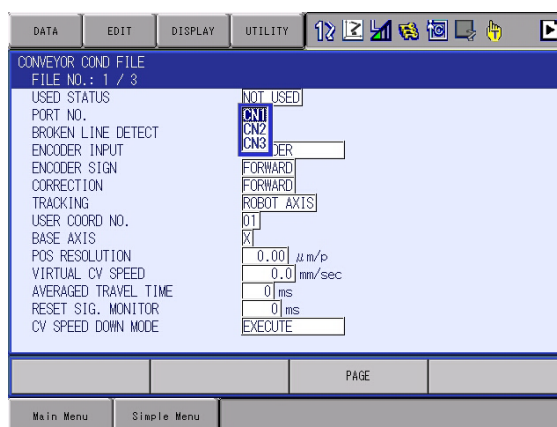 DATA EDIT DISPLAY UTILITY
CONVEYOR COND FILE
FILE NO.: 1 / 3
USED STATUS NOT USED
PORT NO. CN1
CN2
CN3
BROKEN LINE DETECT
ENCODER INPUT
ENCODER SIGN FORWARD
CORRECTION FORWARD
TRACKING ROBOT AXIS
USER COORD NO. 01
BASE AXIS X
POS RESOLUTION 0.00 μm/p
VIRTUAL CV SPEED 0.0 mm/sec
AVERAGED TRAVEL TIME 0 ms
RESET SIG. MONITOR 0 ms
CV SPEED DOWN MODE EXECUTE
PAGE
Main Menu Simple Menu